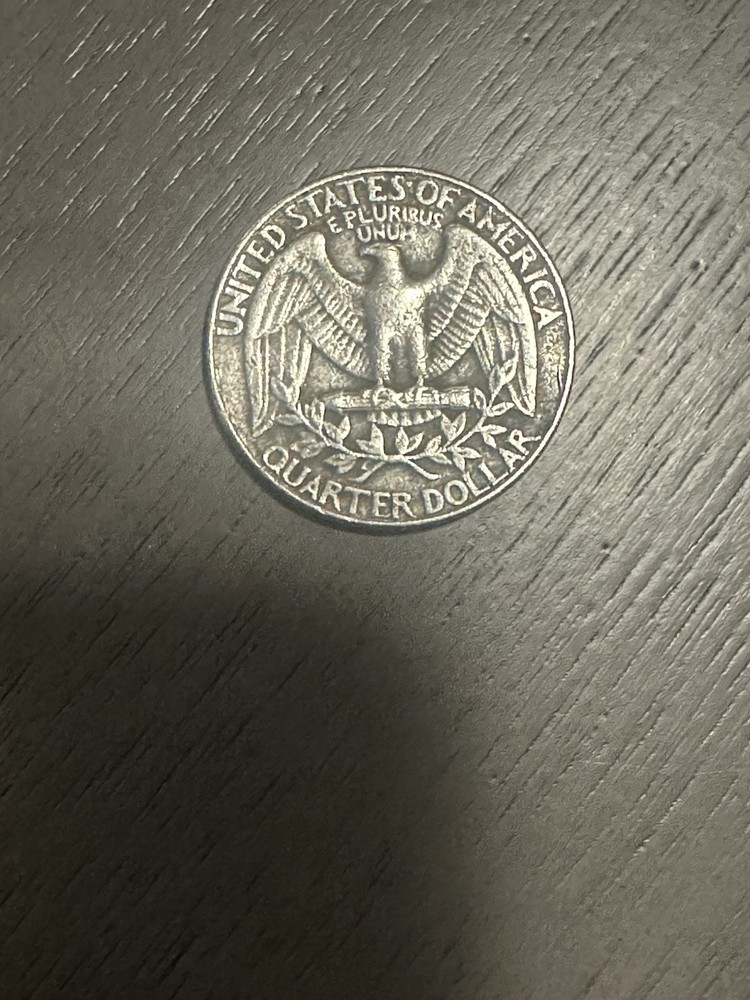 UNITED STATES OF AMERICA
E PLURIBUS
UNUM
QUARTER DOLLAR